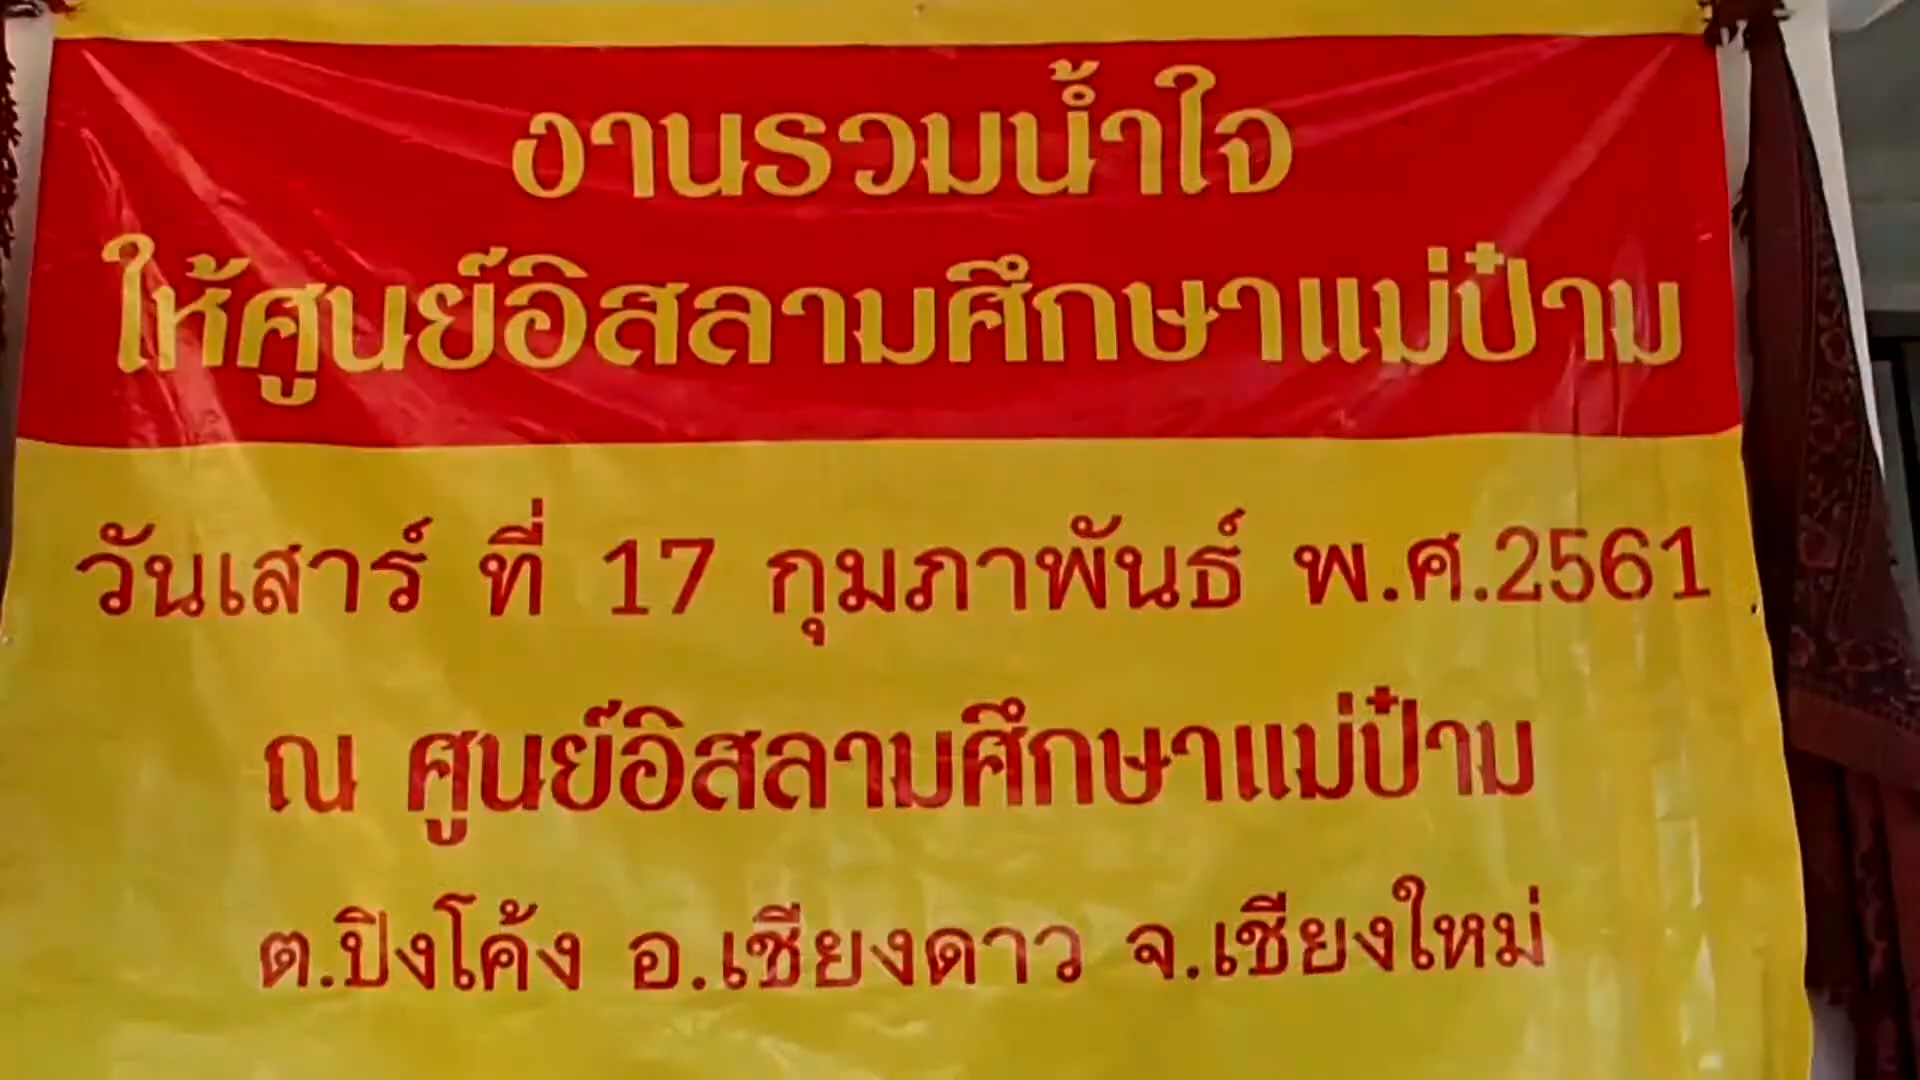 งานรวมน้ำใจ
ให้ศูนย์อิสลามศึกษาแม่ป๋าม
วันเสาร์ ที่ 17 กุมภาพันธ์ พ.ศ.2561
ณ ศูนย์อิสลามศึกษาแม่ป๋าม
ต.ปิงโค้ง อ.เชียงดาว จ.เชียงใหม่